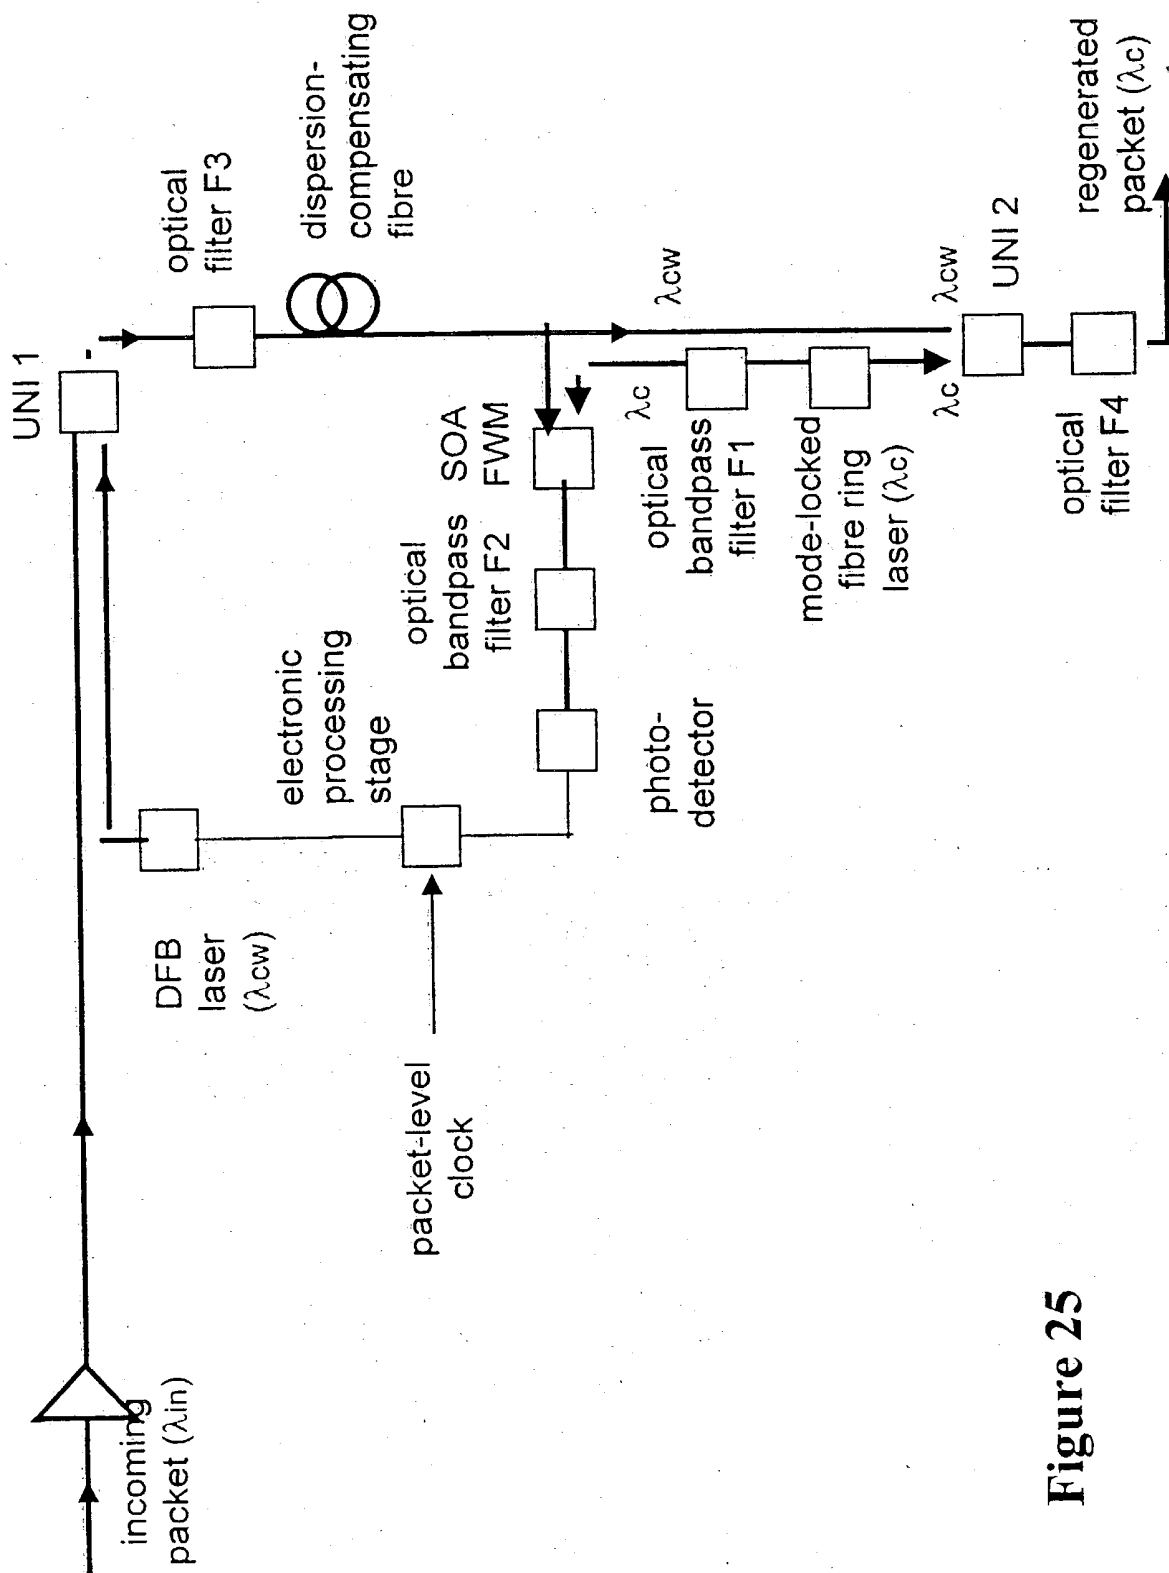 incoming
packet (λin)
UNI 1
DFB
laser
(λcw)
optical
filter F3
electronic
processing
stage
dispersion-
compensating
fibre
packet-level
clock
optical
bandpass
filter F2
SOA
FWM
photo-
detector
λc
λcw
optical
bandpass
filter F1
mode-locked
fibre ring
laser (λc)
λc
λcw
UNI 2
optical
filter F4
regenerated
packet (λc)
Figure 25